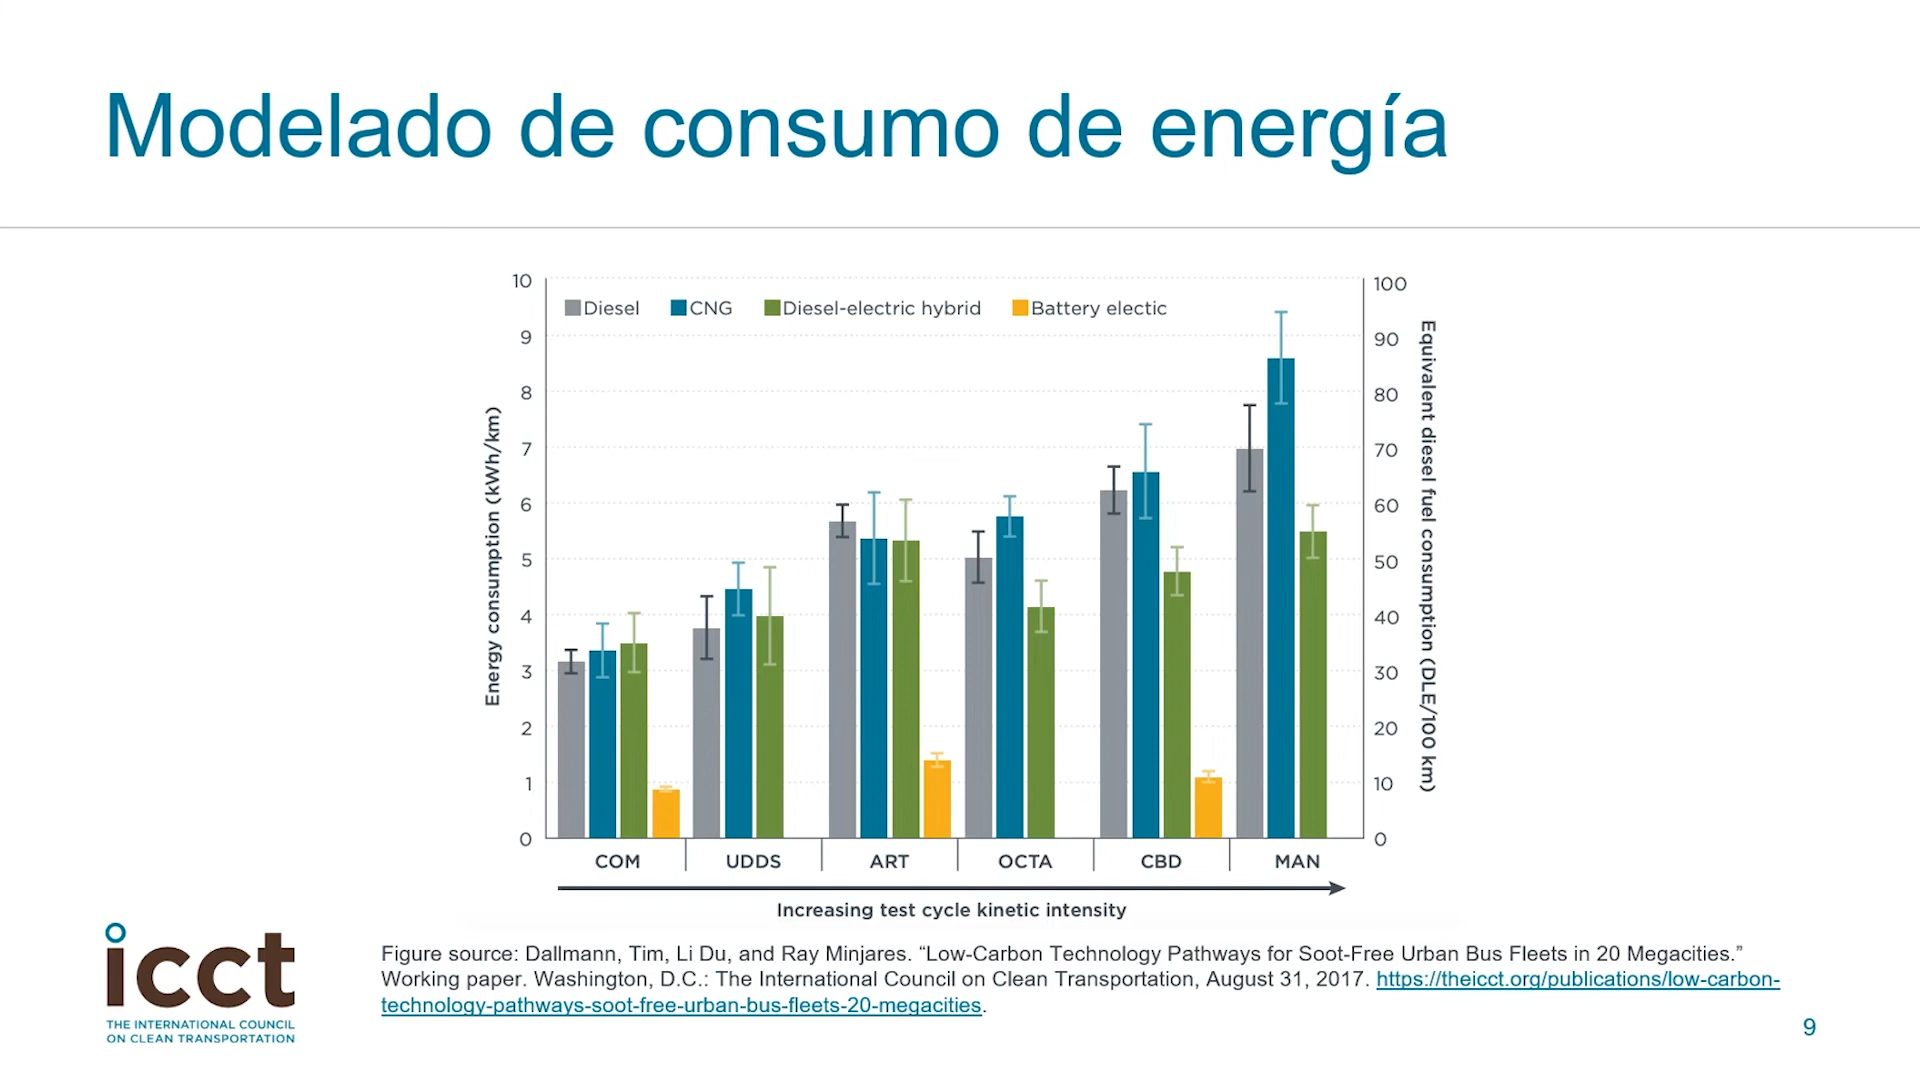 Modelado de consumo de energía
Diesel CNG Diesel-electric hybrid Battery electic
Energy consumption (kWh/km)
10
9
8
7
6
5
4
3
2
1
0
100
90
80
70
60
50
40
30
20
10
0
Equivalent diesel fuel consumption (DLE/100 km)
COM UDDS ART OCTA CBD MAN
Increasing test cycle kinetic intensity
icct
THE INTERNATIONAL COUNCIL
ON CLEAN TRANSPORTATION
Figure source: Dallmann, Tim, Li Du, and Ray Minjares. “Low-Carbon Technology Pathways for Soot-Free Urban Bus Fleets in 20 Megacities.”
Working paper. Washington, D.C.: The International Council on Clean Transportation, August 31, 2017. https://theicct.org/publications/low-carbon-
technology-pathways-soot-free-urban-bus-fleets-20-megacities.
9